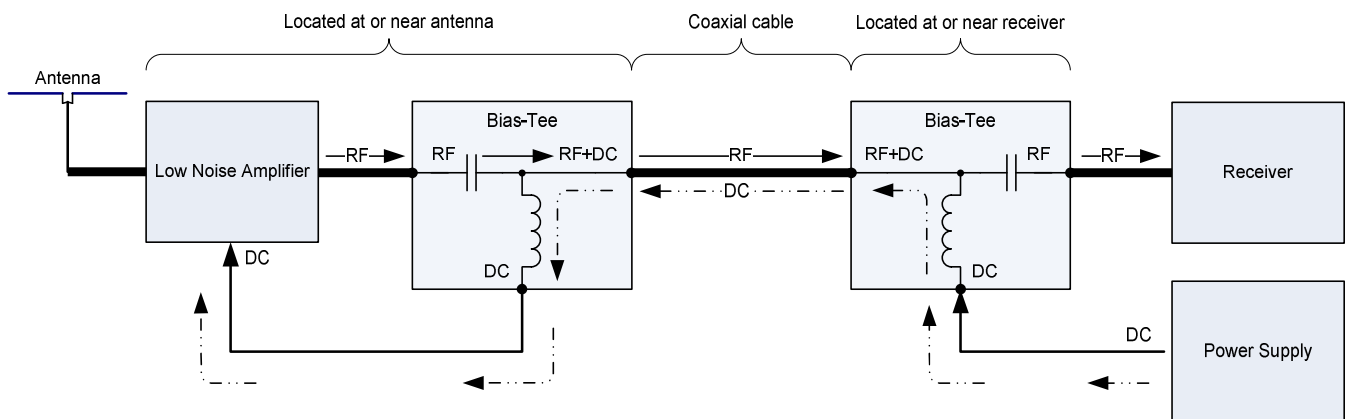 Located at or near antenna
Coaxial cable
Located at or near receiver
Antenna
Bias-Tee
Bias-Tee
Low Noise Amplifier
RF
RF
RF+DC
RF
RF+DC
RF
RF
Receiver
DC
DC
DC
DC
DC
Power Supply